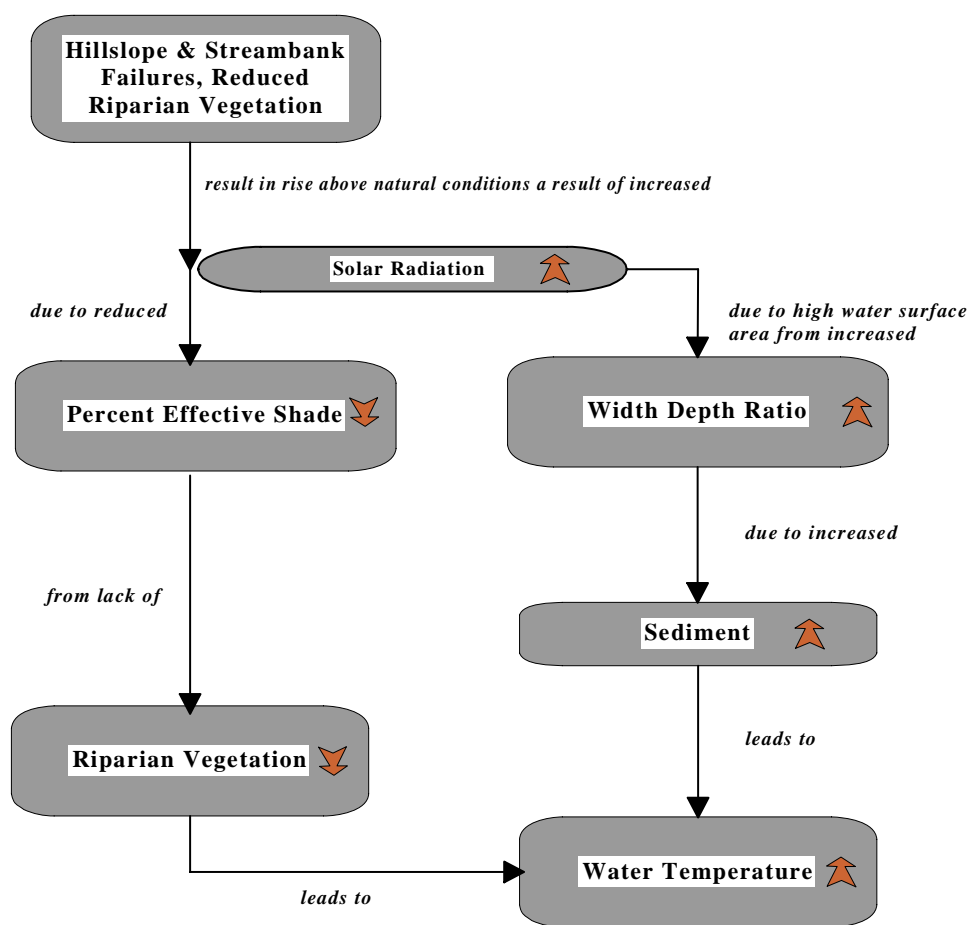 Hillslope & Streambank
Failures, Reduced
Riparian Vegetation
result in rise above natural conditions a result of increased
Solar Radiation
due to reduced
due to high water surface
area from increased
Percent Effective Shade
Width Depth Ratio
due to increased
from lack of
Sediment
leads to
Riparian Vegetation
Water Temperature
leads to